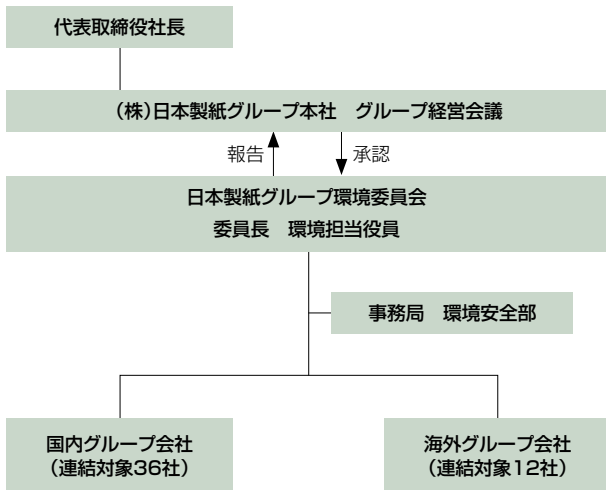 代表取締役社長
(株)日本製紙グループ本社　グループ経営会議
報告
承認
日本製紙グループ環境委員会
委員長　環境担当役員
事務局　環境安全部
国内グループ会社
(連結対象36社)
海外グループ会社
(連結対象12社)